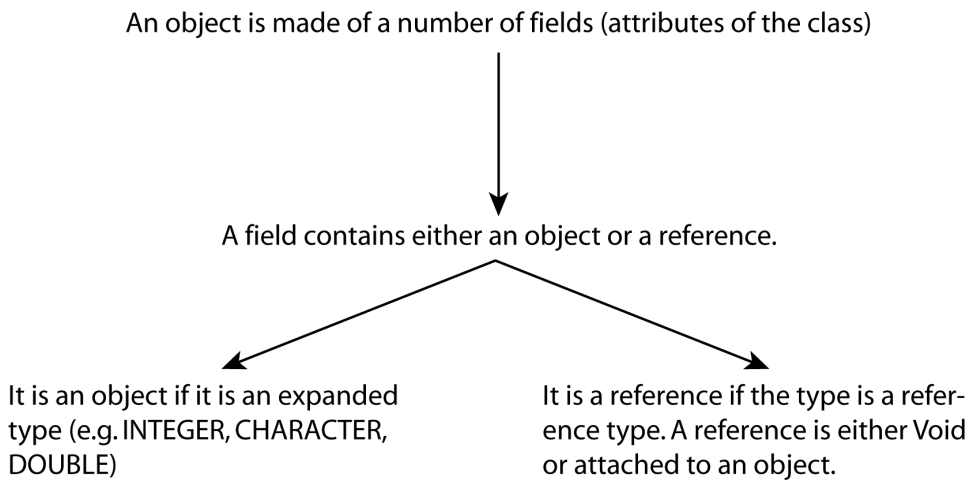 An object is made of a number of fields (attributes of the class)
A field contains either an object or a reference.
It is an object if it is an expanded
type (e.g. INTEGER, CHARACTER,
DOUBLE)
It is a reference if the type is a refer-
ence type. A reference is either Void
or attached to an object.